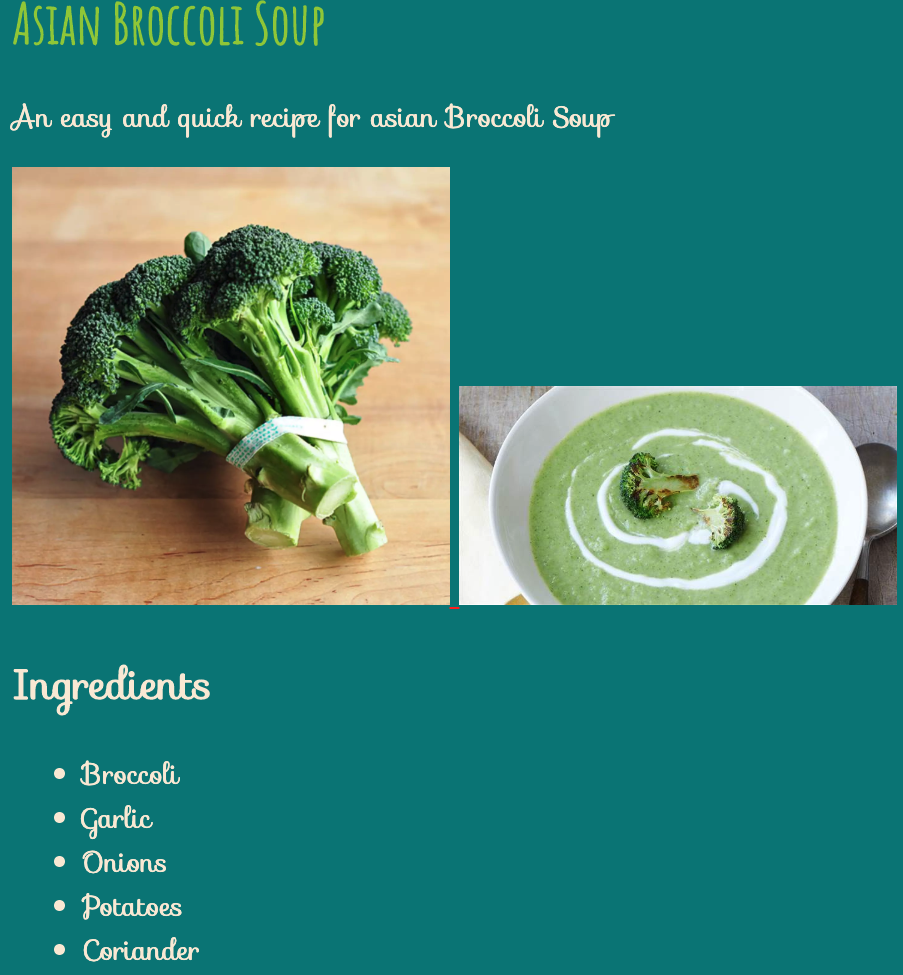 Asian Broccoli Soup
An easy and quick recipe for asian Broccoli Soup
Ingredients
Broccoli
Garlic
Onions
Potatoes
Coriander